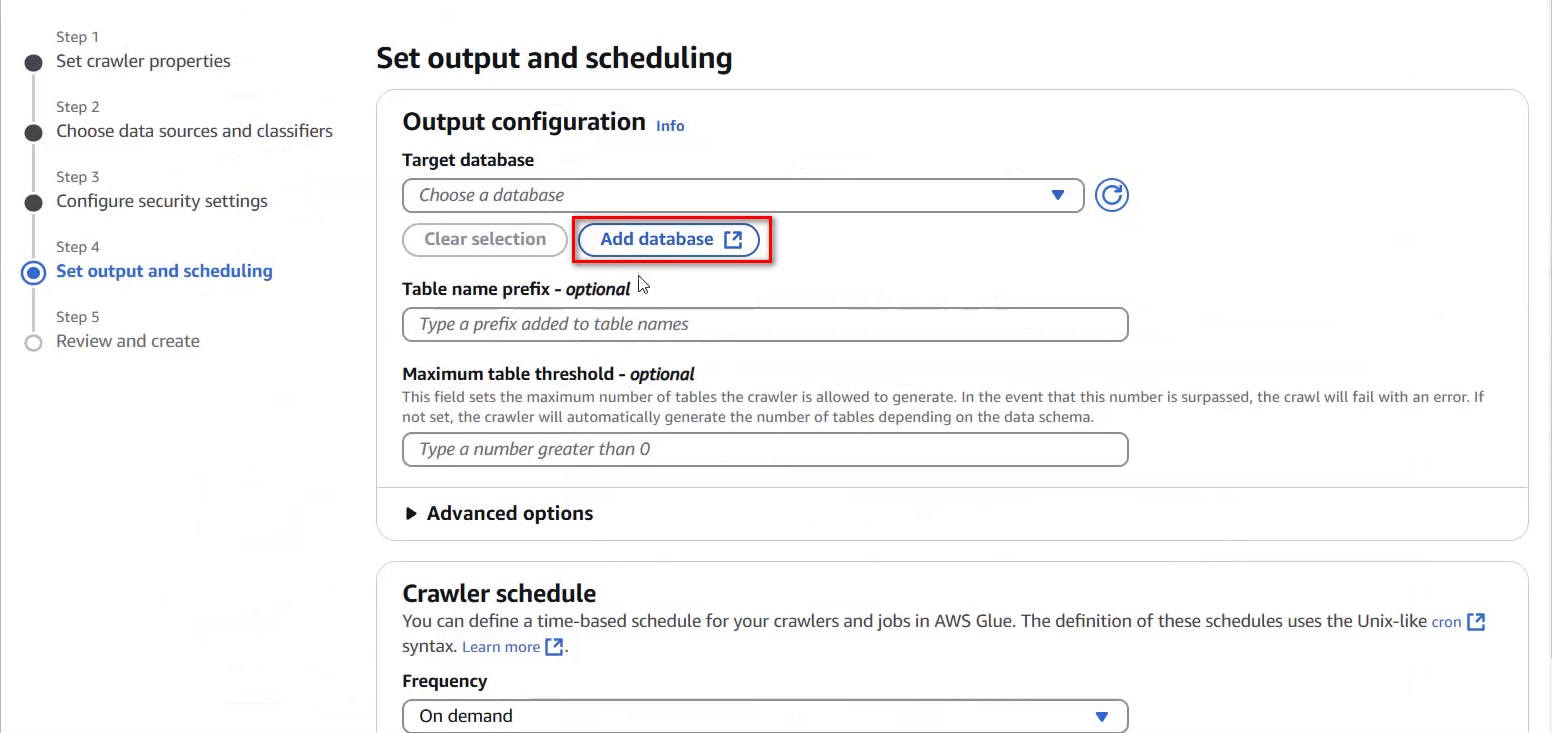 Step 1
Set crawler properties
Step 2
Choose data sources and classifiers
Step 3
Configure security settings
Step 4
Set output and scheduling
Step 5
Review and create
Set output and scheduling
Output configuration Info
Target database
Choose a database
Clear selection Add database
Table name prefix - optional
Type a prefix added to table names
Maximum table threshold - optional
This field sets the maximum number of tables the crawler is allowed to generate. In the event that this number is surpassed, the crawl will fail with an error. If
not set, the crawler will automatically generate the number of tables depending on the data schema.
Type a number greater than 0
Advanced options
Crawler schedule
You can define a time-based schedule for your crawlers and jobs in AWS Glue. The definition of these schedules uses the Unix-like cron
syntax. Learn more.
Frequency
On demand